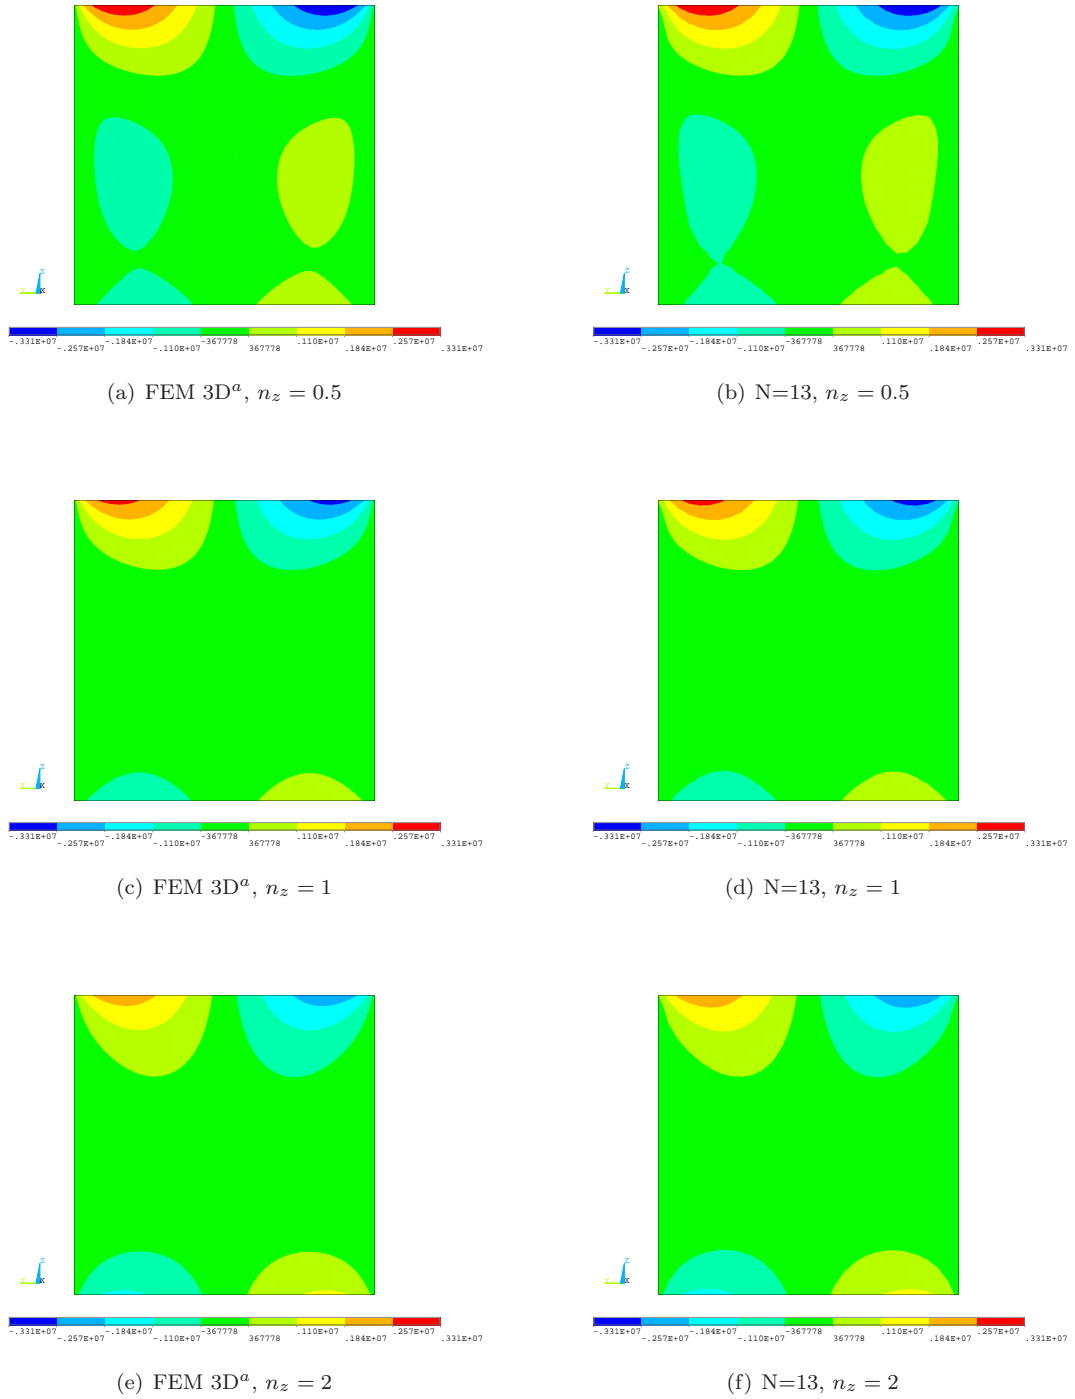 Z
Y X
Z
Y X
-.331E+07 -.184E+07 -367778 .110E+07 .257E+07
-.257E+07 -.110E+07 367778 .184E+07 .331E+07
-.331E+07 -.184E+07 -367778 .110E+07 .257E+07
-.257E+07 -.110E+07 367778 .184E+07 .331E+07
(a) FEM 3Dᵃ, n_z = 0.5
(b) N=13, n_z = 0.5
Z
Y X
Z
Y X
-.331E+07 -.184E+07 -367778 .110E+07 .257E+07
-.257E+07 -.110E+07 367778 .184E+07 .331E+07
-.331E+07 -.184E+07 -367778 .110E+07 .257E+07
-.257E+07 -.110E+07 367778 .184E+07 .331E+07
(c) FEM 3Dᵃ, n_z = 1
(d) N=13, n_z = 1
Z
Y X
Z
Y X
-.331E+07 -.184E+07 -367778 .110E+07 .257E+07
-.257E+07 -.110E+07 367778 .184E+07 .331E+07
-.331E+07 -.184E+07 -367778 .110E+07 .257E+07
-.257E+07 -.110E+07 367778 .184E+07 .331E+07
(e) FEM 3Dᵃ, n_z = 2
(f) N=13, n_z = 2